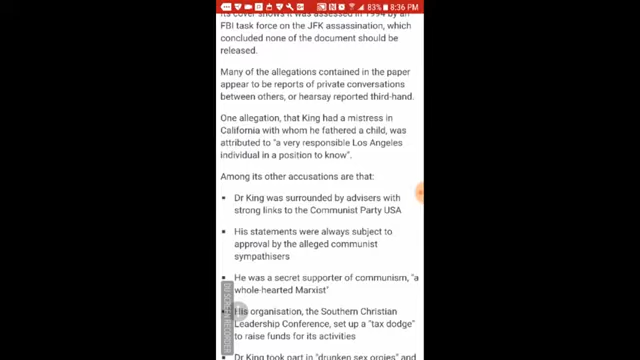 83% 8:36 PM
its cover shows it was assessed in 1994 by an
FBI task force on the JFK assassination, which
concluded none of the document should be
released.
Many of the allegations contained in the paper
appear to be reports of private conversations
between others, or hearsay reported third-hand.
One allegation, that King had a mistress in
California with whom he fathered a child, was
attributed to "a very responsible Los Angeles
individual in a position to know".
Among its other accusations are that:
Dr King was surrounded by advisers with
strong links to the Communist Party USA
His statements were always subject to
approval by the alleged communist
sympathisers
He was a secret supporter of communism, "a
whole-hearted Marxist"
His organisation, the Southern Christian
Leadership Conference, set up a "tax dodge"
to raise funds for its activities
Dr King took part in "drunken sex orgies" and